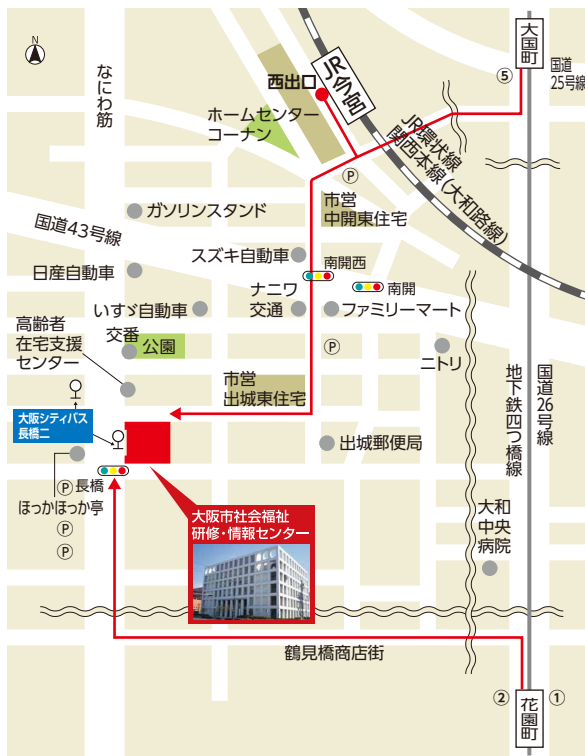 N
なにわ筋
大国町
⑤
国道
25号線
西出口
JR今宮
ホームセンター
コーナン
JR環状線
関西本線(大和路線)
Ⓟ
市営
中開東住宅
ガソリンスタンド
国道43号線
スズキ自動車
南開西
南開
日産自動車
ナニワ
交通
ファミリーマート
いすゞ自動車
高齢者
在宅支援
センター
交番
公園
Ⓟ
ニトリ
市営
出城東住宅
地下鉄四つ橋線
国道26号線
大阪シティバス
長橋二
出城郵便局
Ⓟ
長橋
ほっかほっか亭
Ⓟ
Ⓟ
大阪市社会福祉
研修・情報センター
大和
中央
病院
鶴見橋商店街
②
花園町
①